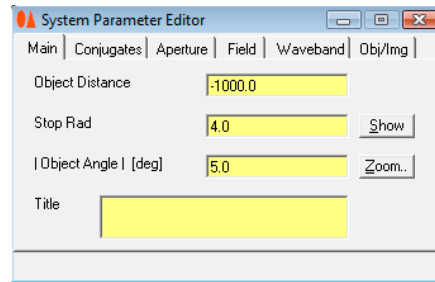 System Parameter Editor
Main Conjugates Aperture Field Waveband Obj/Img
Object Distance -1000.0
Stop Rad 4.0 Show
| Object Angle | [deg] 5.0 Zoom..
Title